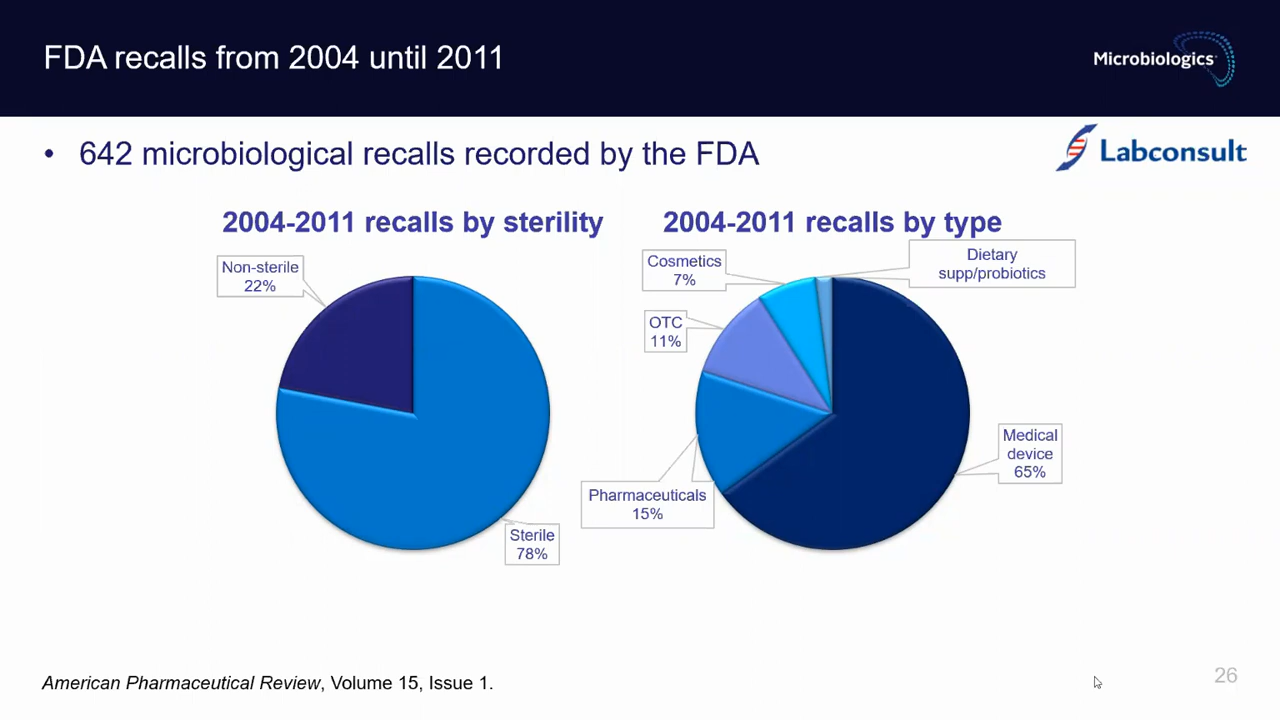 FDA recalls from 2004 until 2011
Microbiologics
• 642 microbiological recalls recorded by the FDA
Labconsult
2004-2011 recalls by sterility
Non-sterile
22%
Sterile
78%
2004-2011 recalls by type
Cosmetics
7%
Dietary
supp/probiotics
OTC
11%
Medical
device
65%
Pharmaceuticals
15%
American Pharmaceutical Review, Volume 15, Issue 1.
26